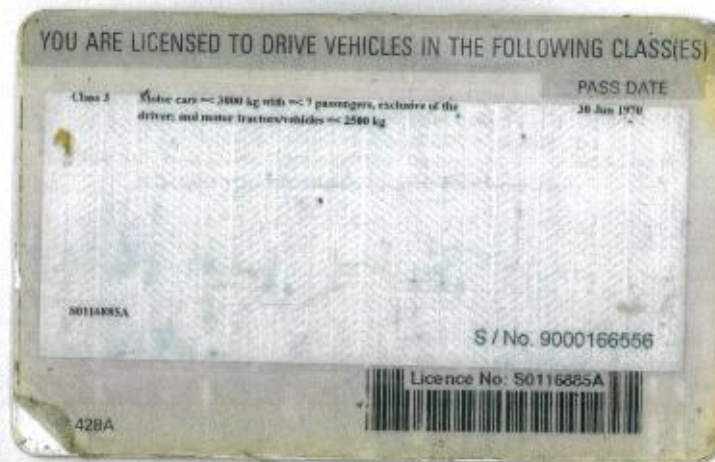 YOU ARE LICENSED TO DRIVE VEHICLES IN THE FOLLOWING CLASS(ES)
PASS DATE
Class 3 Motor cars =< 3000 kg with =< 7 passengers, exclusive of the 30 Jun 1970
driver; and motor tractors/vehicles =< 2500 kg
S0116885A
S / No. 9000166556
Licence No: S0116885A
428A